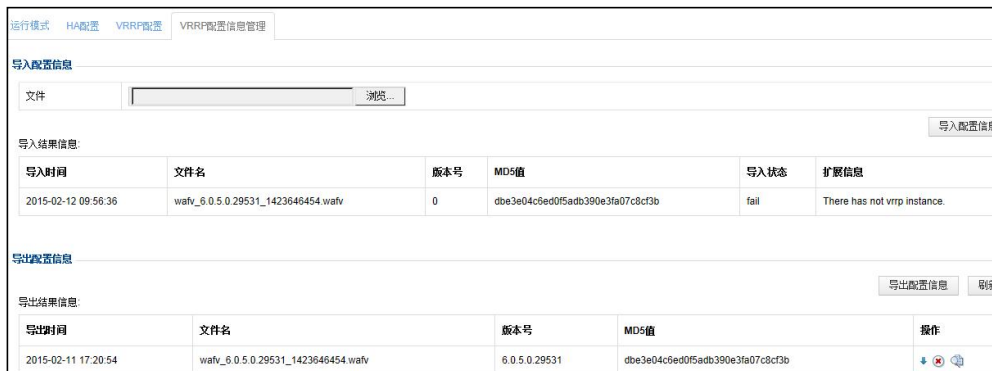 运行模式 HA配置 VRRP配置 VRRP配置信息管理
导入配置信息
文件 浏览...
导入配置信息
导入结果信息:
导入时间 文件名 版本号 MD5值 导入状态 扩展信息
2015-02-12 09:56:36 wafv_6.0.5.0.29531_1423646454.wafv 0 dbe3e04c6ed0f5adb390e3fa07c8cf3b fail There has not vrrp instance.
导出配置信息
导出配置信息 刷新
导出结果信息:
导出时间 文件名 版本号 MD5值 操作
2015-02-11 17:20:54 wafv_6.0.5.0.29531_1423646454.wafv 6.0.5.0.29531 dbe3e04c6ed0f5adb390e3fa07c8cf3b